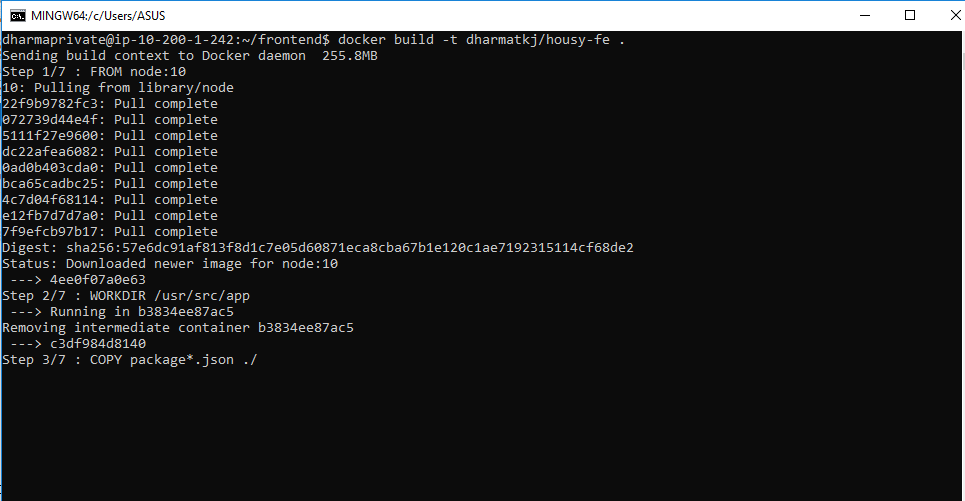 MINGW64:/c/Users/ASUS
dharmaprivate@ip-10-200-1-242:~/frontend$ docker build -t dharmatkj/housy-fe .
Sending build context to Docker daemon  255.8MB
Step 1/7 : FROM node:10
10: Pulling from library/node
22f9b9782fc3: Pull complete
072739d44e4f: Pull complete
5111f27e9600: Pull complete
dc22afea6082: Pull complete
0ad0b403cda0: Pull complete
bca65cadbc25: Pull complete
4c7d04f68114: Pull complete
e12fb7d7d7a0: Pull complete
7f9efcb97b17: Pull complete
Digest: sha256:57e6dc91af813f8d1c7e05d60871eca8cba67b1e120c1ae7192315114cf68de2
Status: Downloaded newer image for node:10
 ---> 4ee0f07a0e63
Step 2/7 : WORKDIR /usr/src/app
 ---> Running in b3834ee87ac5
Removing intermediate container b3834ee87ac5
 ---> c3df984d8140
Step 3/7 : COPY package*.json ./